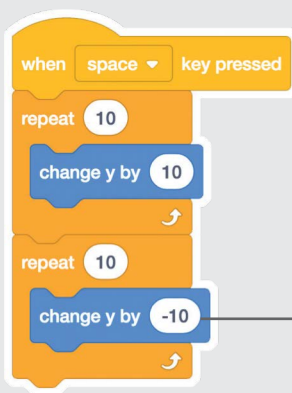 when space key pressed
repeat 10
change y by 10
repeat 10
change y by -10